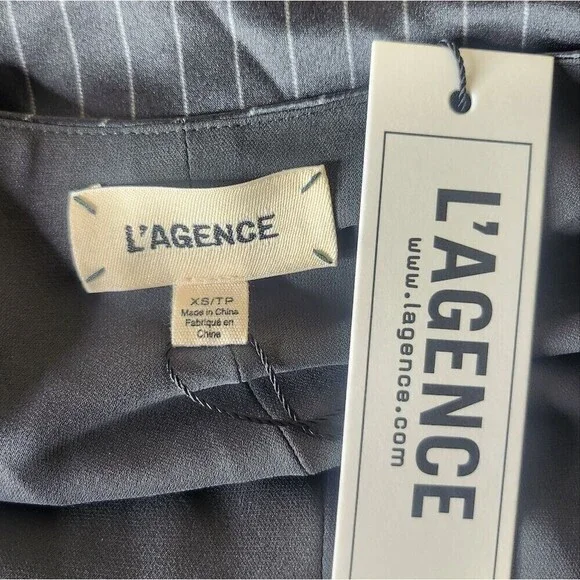 L'AGENCE
XS/TP
Made in China
Fabriqué en
Chine
L'AGENCE
www.lagence.com